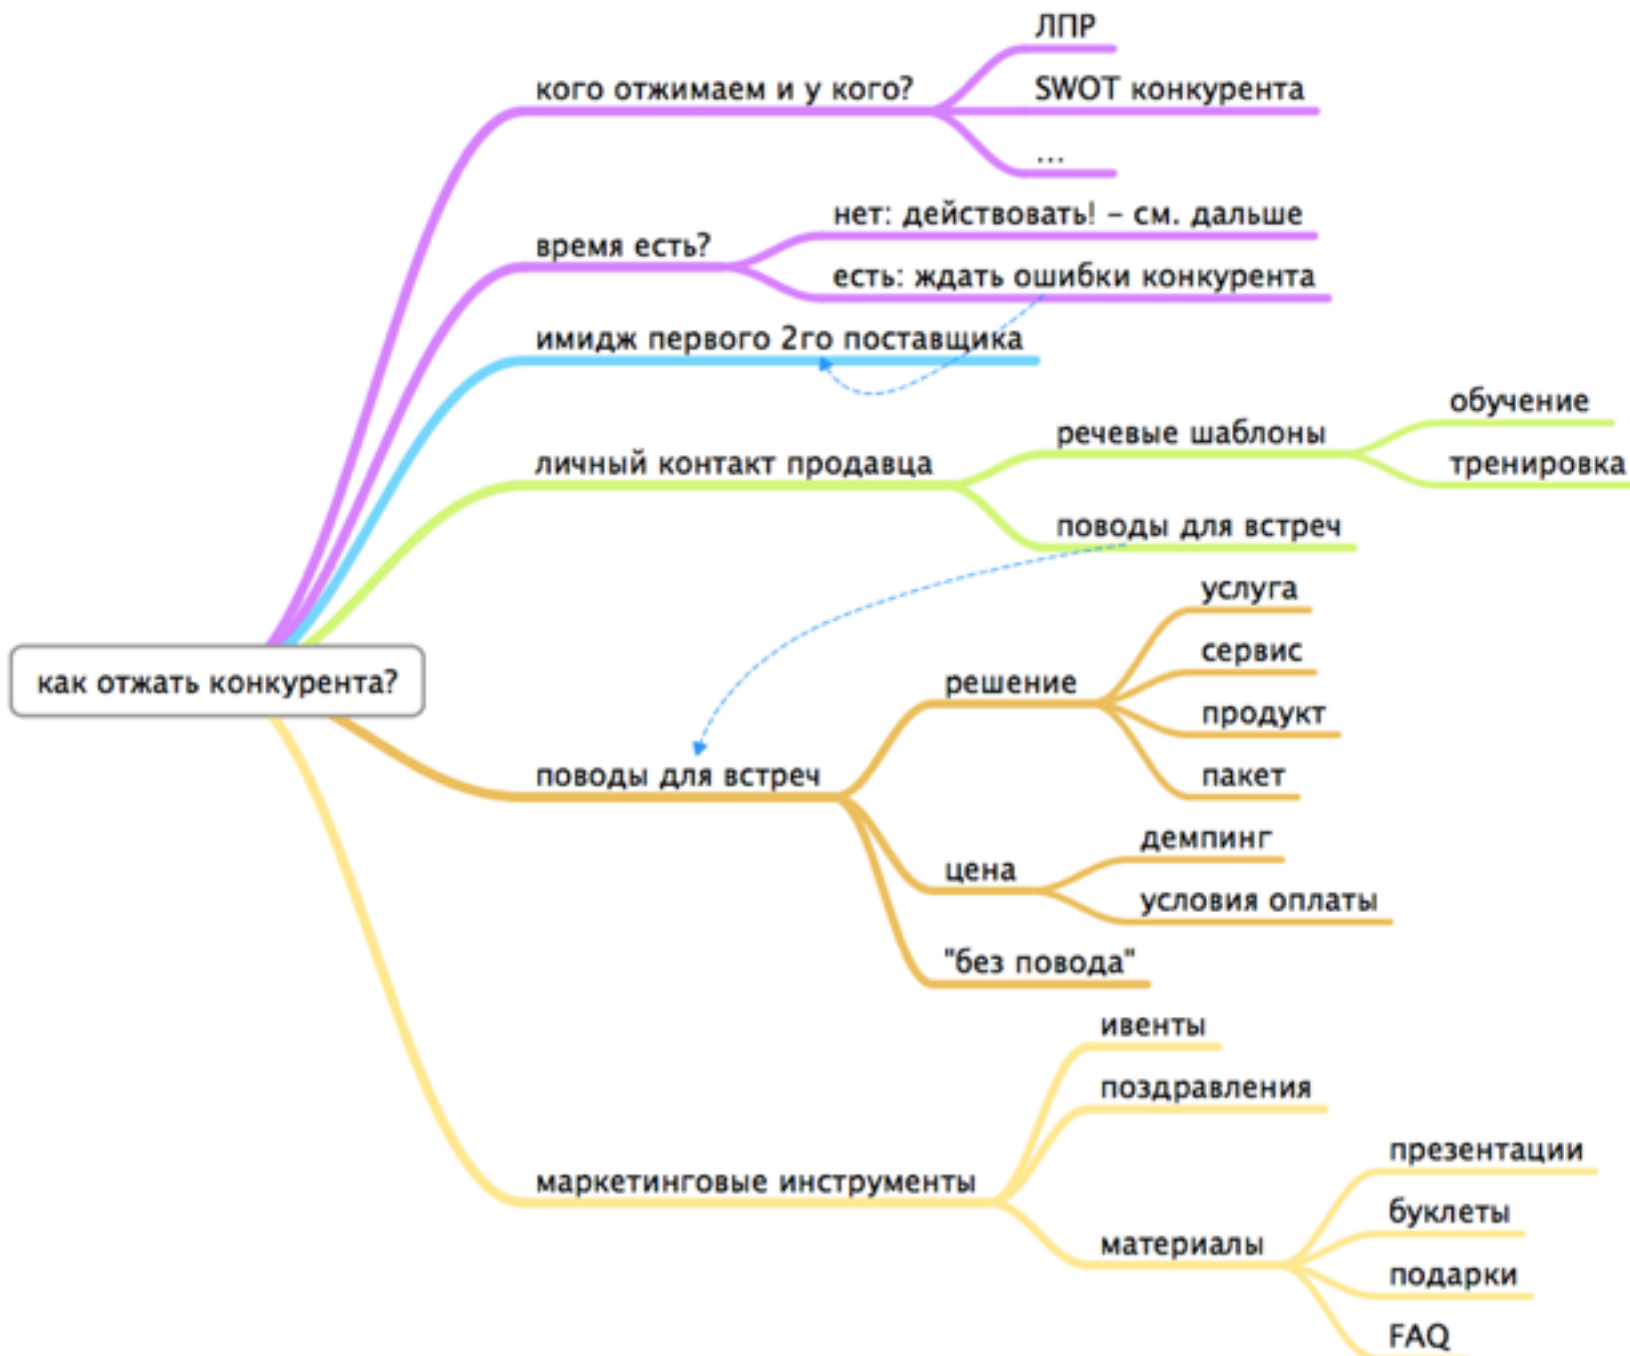 как отжать конкурента?
кого отжимаем и у кого?
ЛПР
SWOT конкурента
...
время есть?
нет: действовать! – см. дальше
есть: ждать ошибки конкурента
имидж первого 2го поставщика
личный контакт продавца
речевые шаблоны
обучение
тренировка
поводы для встреч
поводы для встреч
решение
услуга
сервис
продукт
пакет
цена
демпинг
условия оплаты
"без повода"
маркетинговые инструменты
ивенты
поздравления
материалы
презентации
буклеты
подарки
FAQ